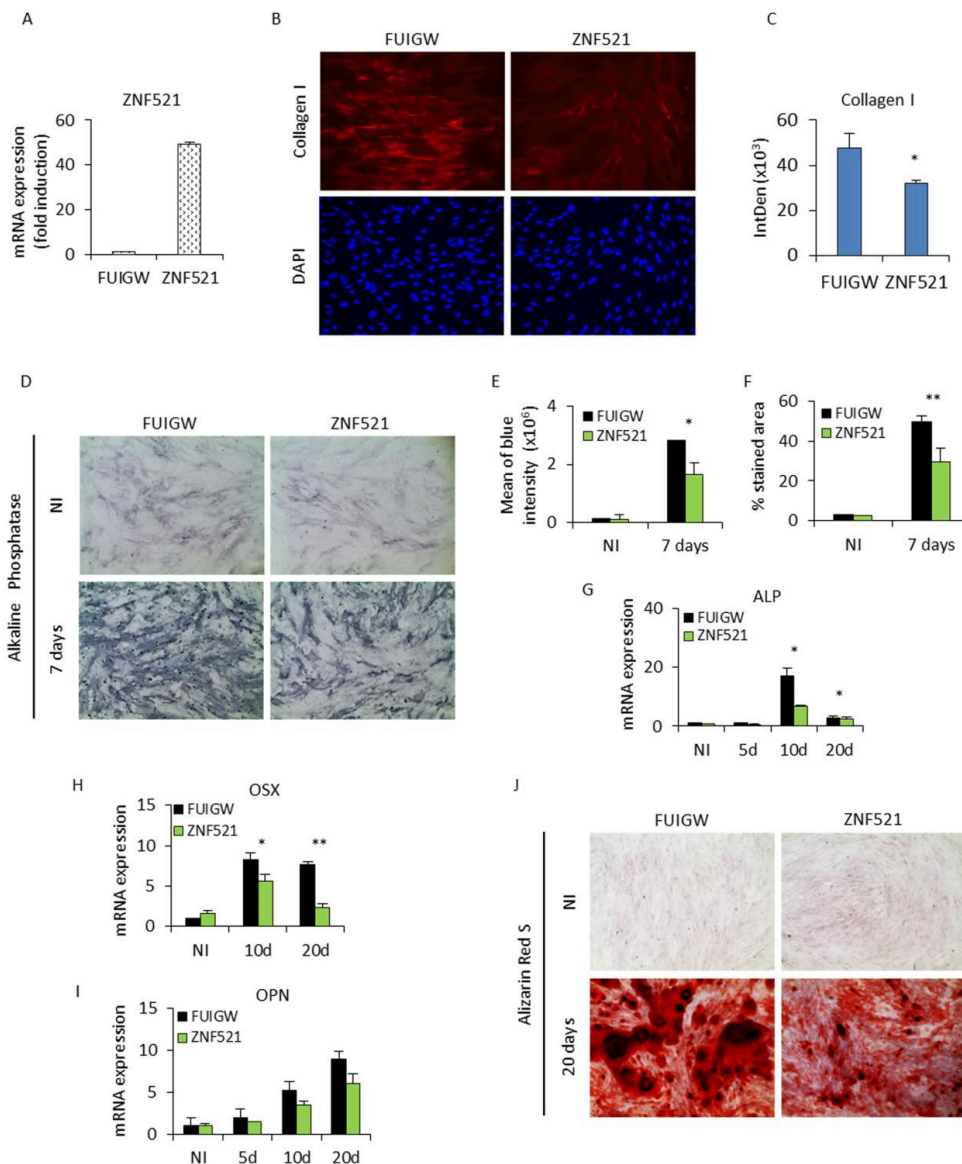 A
ZNF521
mRNA expression
(fold induction)
60
40
20
0
FUIGW ZNF521
B
FUIGW ZNF521
Collagen I
DAPI
C
Collagen I
IntDen (x10³)
60
40
20
0
*
FUIGW ZNF521
D
FUIGW ZNF521
Alkaline Phosphatase
NI
7 days
E
Mean of blue
intensity (x10⁶)
4
2
0
FUIGW
ZNF521
*
NI 7 days
F
% stained area
60
40
20
0
FUIGW
ZNF521
**
NI 7 days
G
ALP
mRNA expression
40
20
0
FUIGW
ZNF521
*
*
NI 5d 10d 20d
H
OSX
mRNA expression
15
10
5
0
FUIGW
ZNF521
* **
NI 10d 20d
I
OPN
mRNA expression
15
10
5
0
FUIGW
ZNF521
NI 5d 10d 20d
J
FUIGW ZNF521
Alizarin Red S
NI
20 days